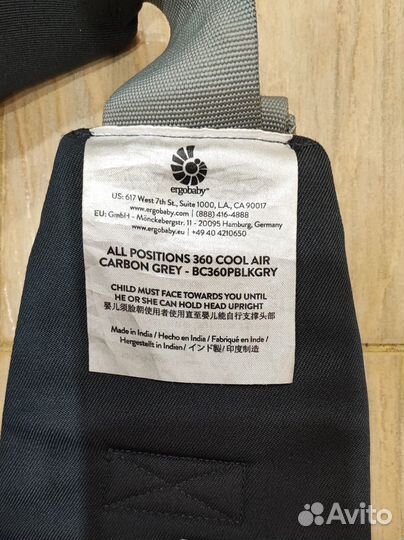 ergobaby™
US: 617 West 7th St., Suite 1000, L.A., CA 90017
www.ergobaby.com | (888) 416-4888
EU: GmbH - Mönckebergstr. 11 - 20095 Hamburg, Germany
www.ergobaby.eu | +49 40 4210650
ALL POSITIONS 360 COOL AIR
CARBON GREY - BC360PBLKGRY
CHILD MUST FACE TOWARDS YOU UNTIL
HE OR SHE CAN HOLD HEAD UPRIGHT
婴儿须脸朝使用者使用直至婴儿能自行支撑头部
Made in India / Hecho en India / Fabriqué en Inde /
Hergestellt in Indien / インド製 / 印度制造
Avito